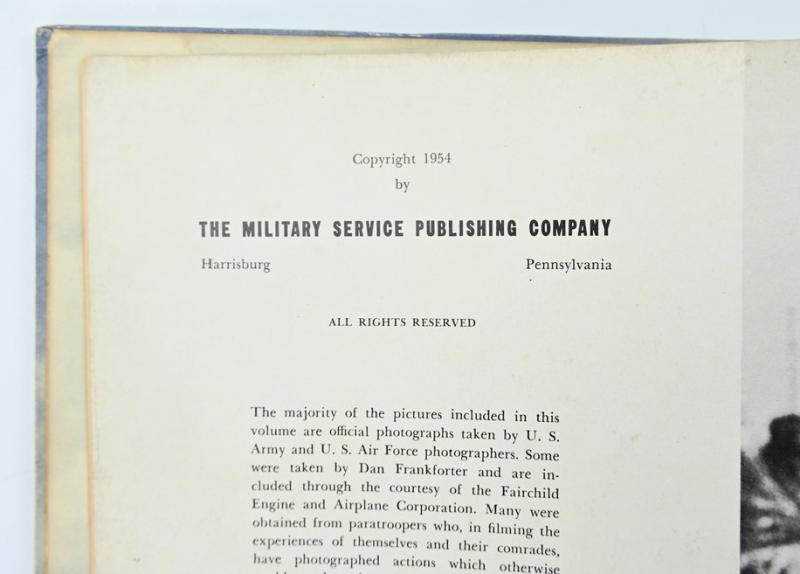 Copyright 1954
by
THE MILITARY SERVICE PUBLISHING COMPANY
Harrisburg Pennsylvania
ALL RIGHTS RESERVED
The majority of the pictures included in this
volume are official photographs taken by U. S.
Army and U. S. Air Force photographers. Some
were taken by Dan Frankforter and are in-
cluded through the courtesy of the Fairchild
Engine and Airplane Corporation. Many were
obtained from paratroopers who, in filming the
experiences of themselves and their comrades,
have photographed actions which otherwise